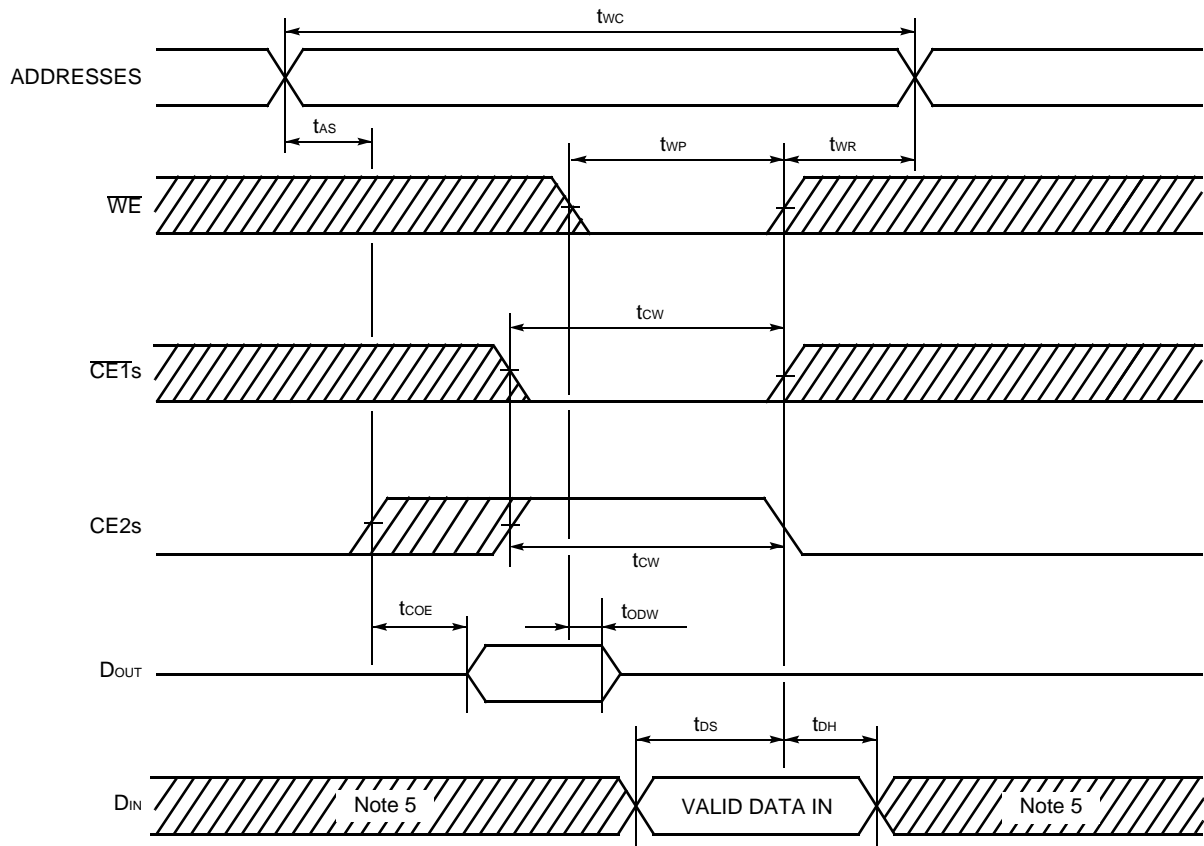 tWC
ADDRESSES
tAS
tWP
tWR
WE
tCW
CE1s
CE2s
tCW
tCOE
tODW
DOUT
tDS
tDH
DIN
Note 5
VALID DATA IN
Note 5